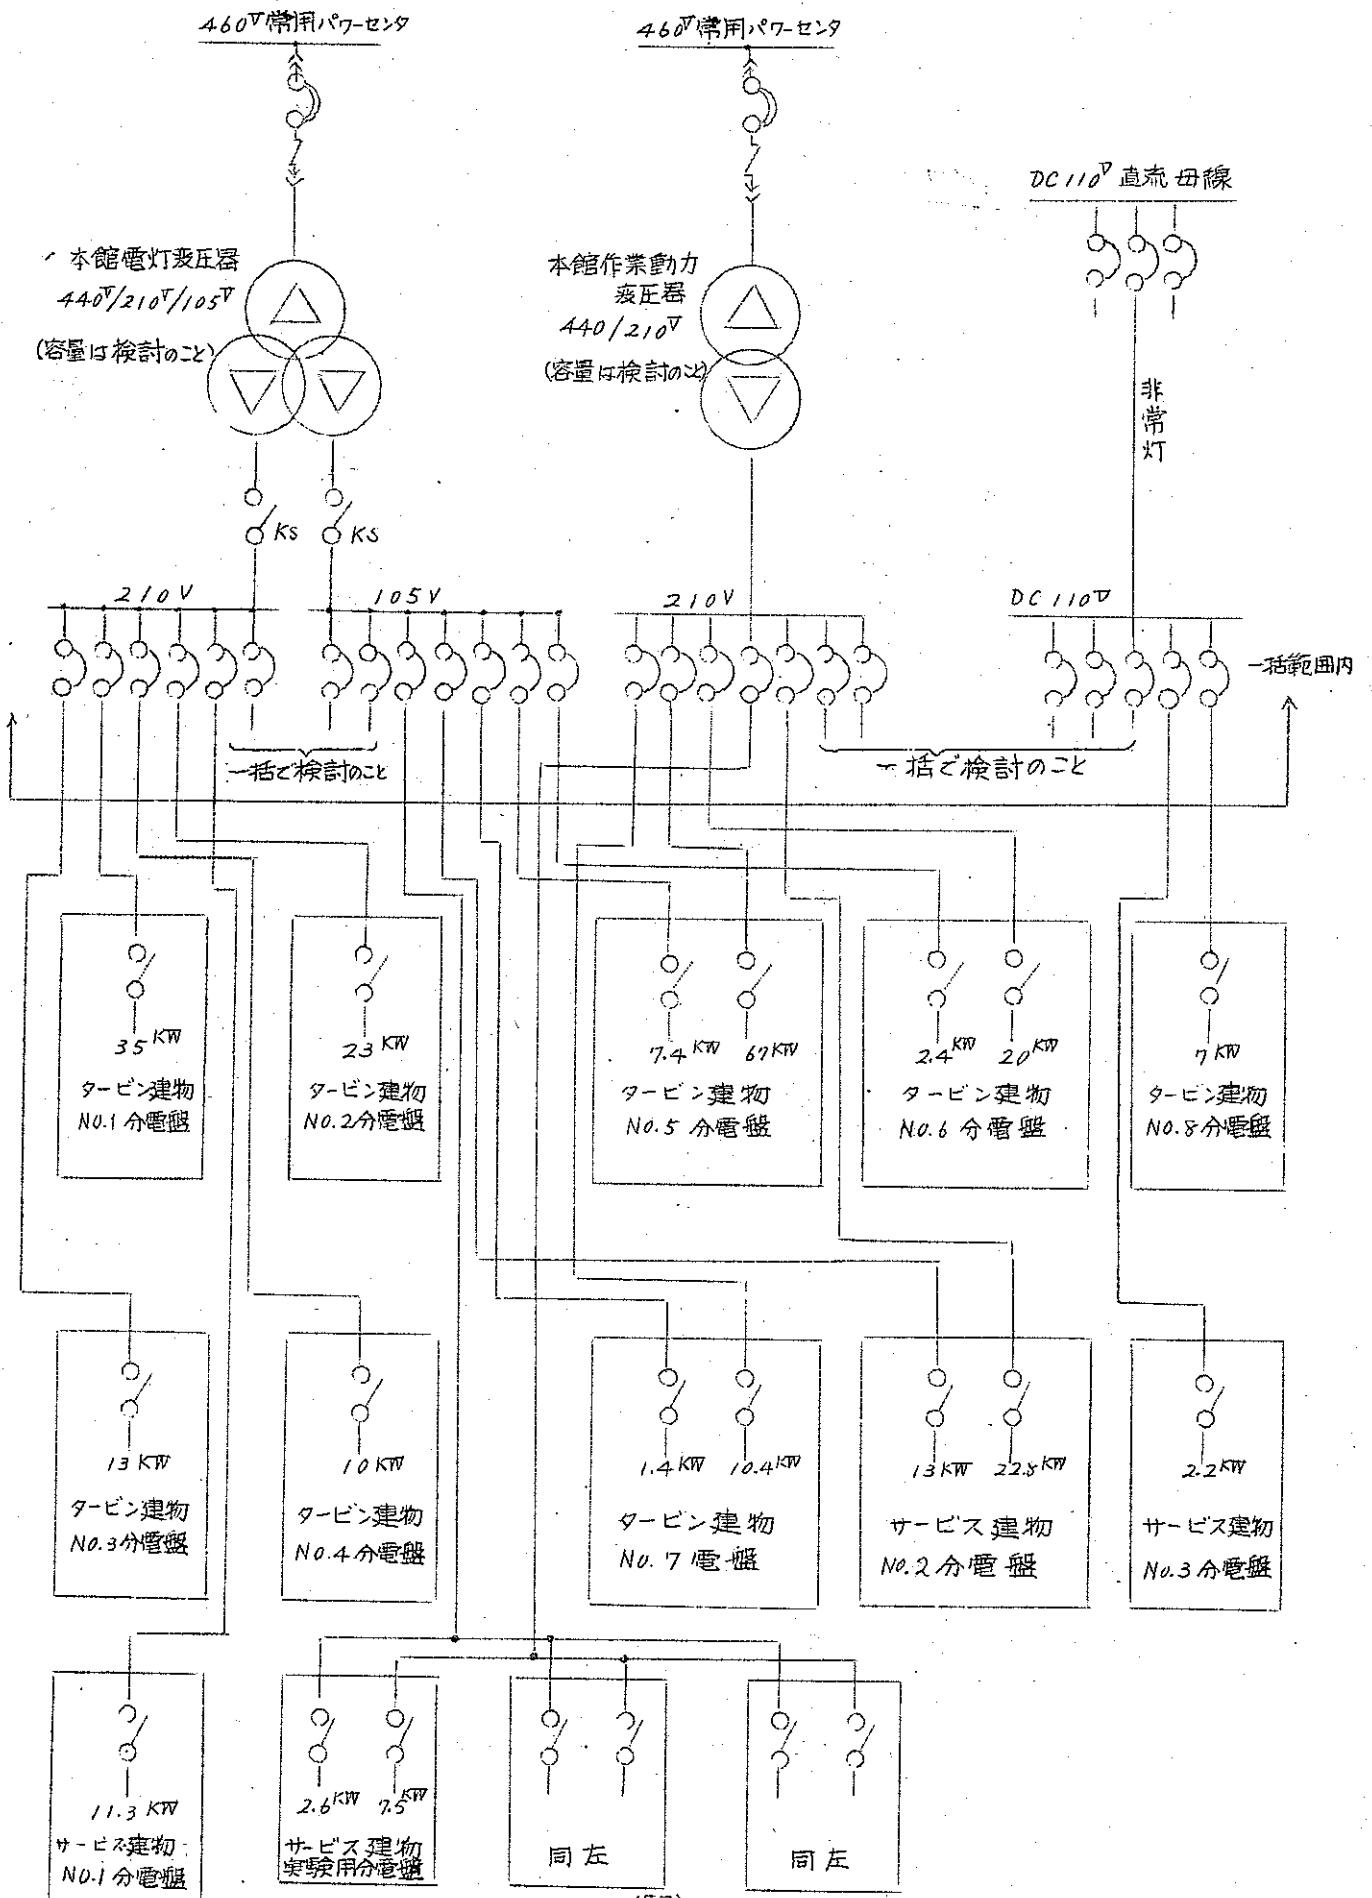 460V常用パワーセンタ
460V常用パワーセンタ
DC110V 直流母線
本館電灯変圧器
440V/210V/105V
(容量は検討のこと)
本館作業動力
変圧器
440/210V
(容量は検討のこと)
非常灯
KS
KS
210V
105V
210V
DC110V
一括範囲内
一括で検討のこと
一括で検討のこと
35KW
タービン建物
NO.1分電盤
23KW
タービン建物
NO.2分電盤
7.4KW 67KW
タービン建物
NO.5 分電盤
2.4KW 20KW
タービン建物
NO.6 分電盤
7KW
タービン建物
NO.8分電盤
13KW
タービン建物
NO.3分電盤
10KW
タービン建物
NO.4分電盤
1.4KW 10.4KW
タービン建物
NO.7 電盤
13KW 22.8KW
サービス建物
NO.2分電盤
2.2KW
サービス建物
NO.3分電盤
11.3KW
サービス建物
NO.1分電盤
2.6KW 7.5KW
サービス建物
実験用分電盤
同左
同左